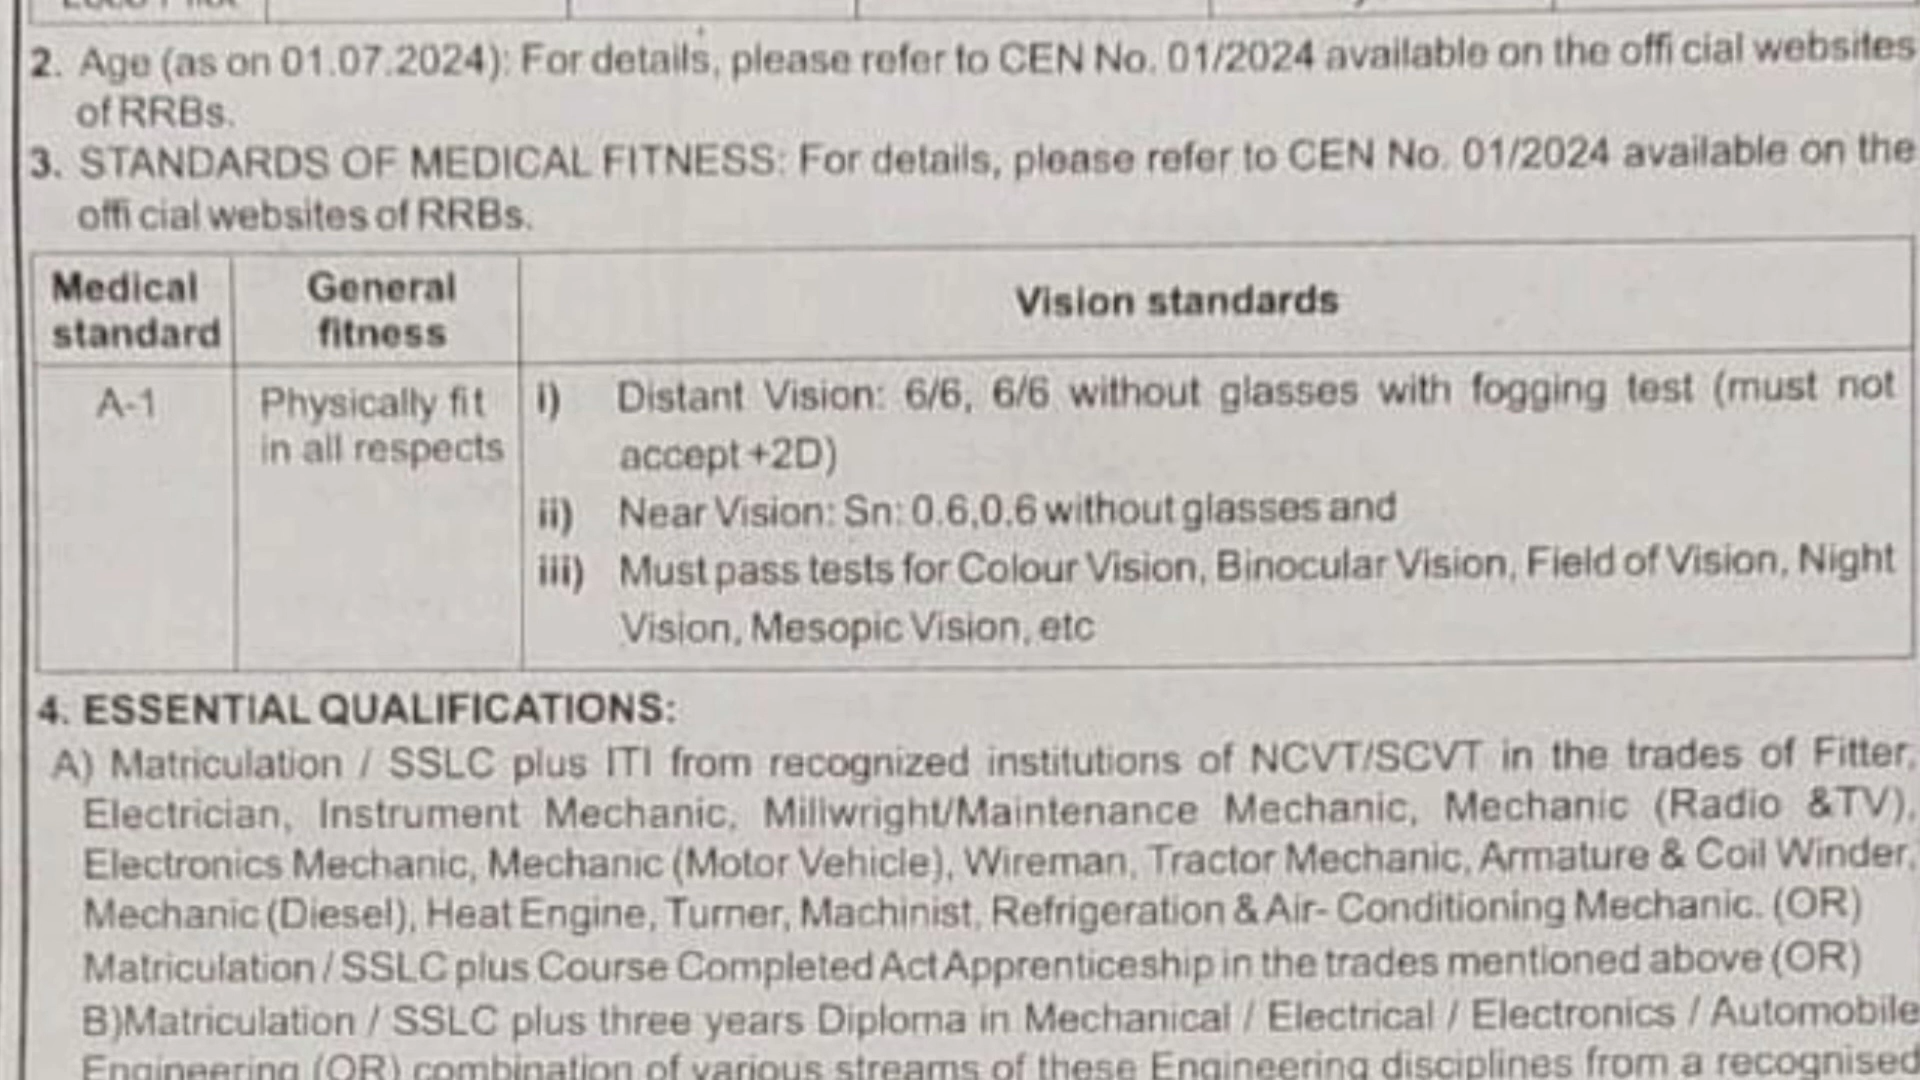 2. Age (as on 01.07.2024): For details, please refer to CEN No. 01/2024 available on the offi cial websites
of RRBs.
3. STANDARDS OF MEDICAL FITNESS: For details, please refer to CEN No. 01/2024 available on the
offi cial websites of RRBs.
Medical standard
General fitness
Vision standards
A-1
Physically fit in all respects
i) Distant Vision: 6/6, 6/6 without glasses with fogging test (must not
accept +2D)
ii) Near Vision: Sn: 0.6,0.6 without glasses and
iii) Must pass tests for Colour Vision, Binocular Vision, Field of Vision, Night
Vision, Mesopic Vision, etc
4. ESSENTIAL QUALIFICATIONS:
A) Matriculation / SSLC plus ITI from recognized institutions of NCVT/SCVT in the trades of Fitter,
Electrician, Instrument Mechanic, Millwright/Maintenance Mechanic, Mechanic (Radio &TV),
Electronics Mechanic, Mechanic (Motor Vehicle), Wireman, Tractor Mechanic, Armature & Coil Winder,
Mechanic (Diesel), Heat Engine, Turner, Machinist, Refrigeration & Air- Conditioning Mechanic. (OR)
Matriculation / SSLC plus Course Completed Act Apprenticeship in the trades mentioned above (OR)
B)Matriculation / SSLC plus three years Diploma in Mechanical / Electrical / Electronics / Automobile
Engineering (OR) combination of various streams of these Engineering disciplines from a recognised